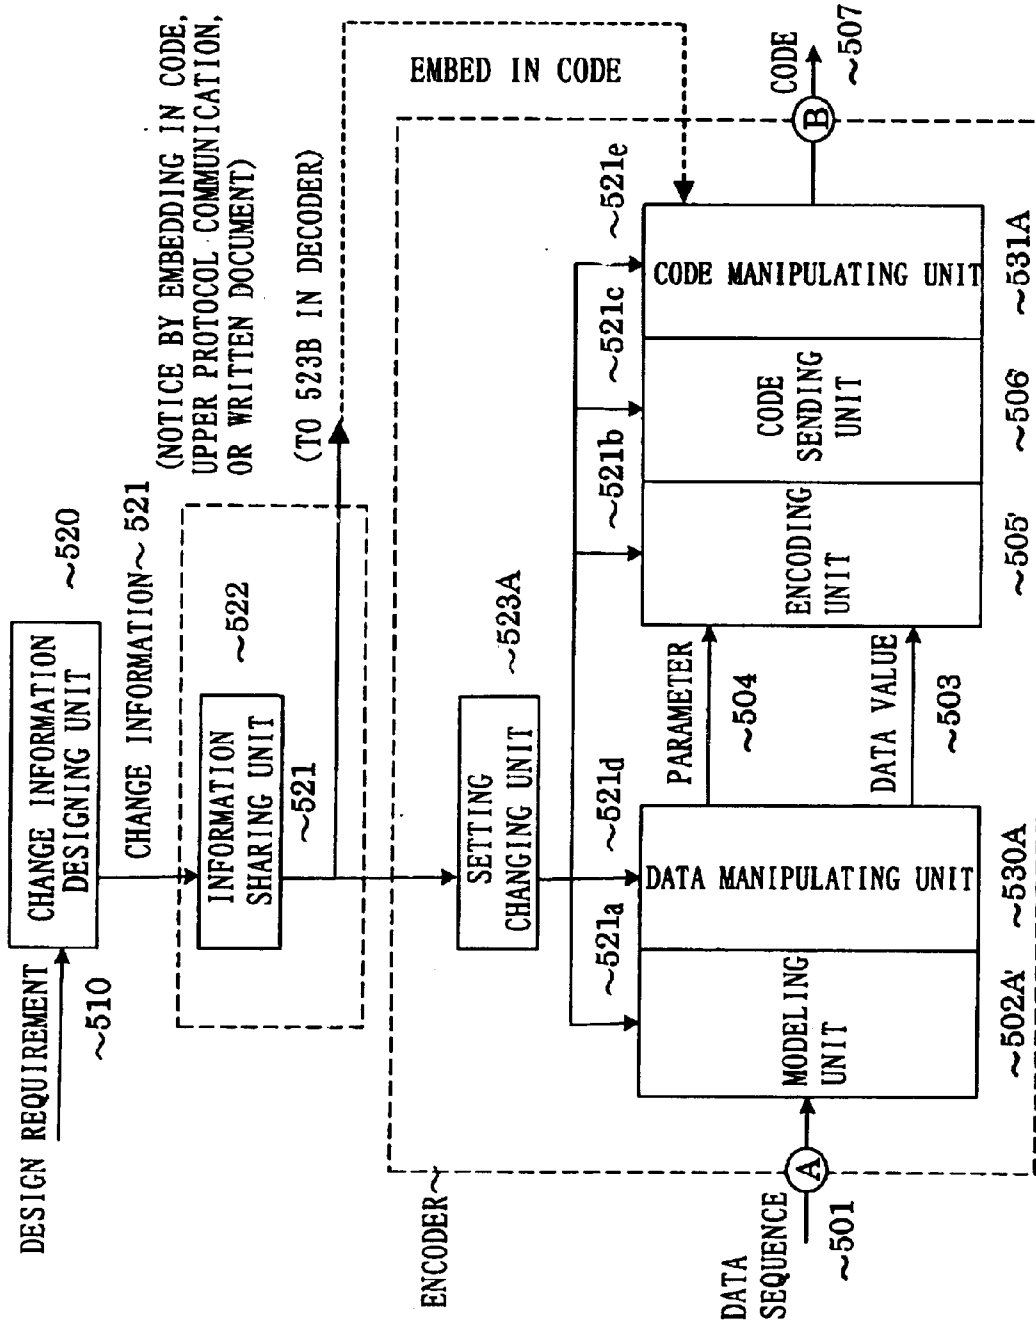 DESIGN REQUIREMENT
~510
CHANGE INFORMATION
DESIGNING UNIT
~520
CHANGE INFORMATION~521
(NOTICE BY EMBEDDING IN CODE,
UPPER PROTOCOL COMMUNICATION,
OR WRITTEN DOCUMENT)
INFORMATION
SHARING UNIT
~522
~521
(TO 523B IN DECODER)
EMBED IN CODE
ENCODER~
SETTING
CHANGING UNIT
~523A
~521a
~521d
~521b
~521c
~521e
DATA
SEQUENCE
~501
A
MODELING
UNIT
DATA MANIPULATING UNIT
~502A'
~530A
PARAMETER
~504
DATA VALUE
~503
ENCODING
UNIT
CODE
SENDING
UNIT
CODE MANIPULATING UNIT
~505'
~506'
~531A
B
CODE
~507